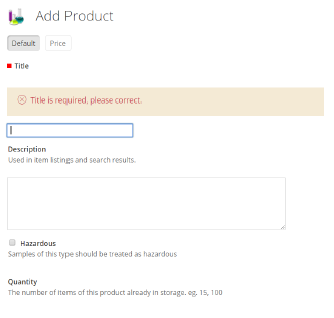 Add Product
Default Price
Title
Title is required, please correct.
Description
Used in item listings and search results.
Hazardous
Samples of this type should be treated as hazardous
Quantity
The number of items of this product already in storage. eg. 15, 100